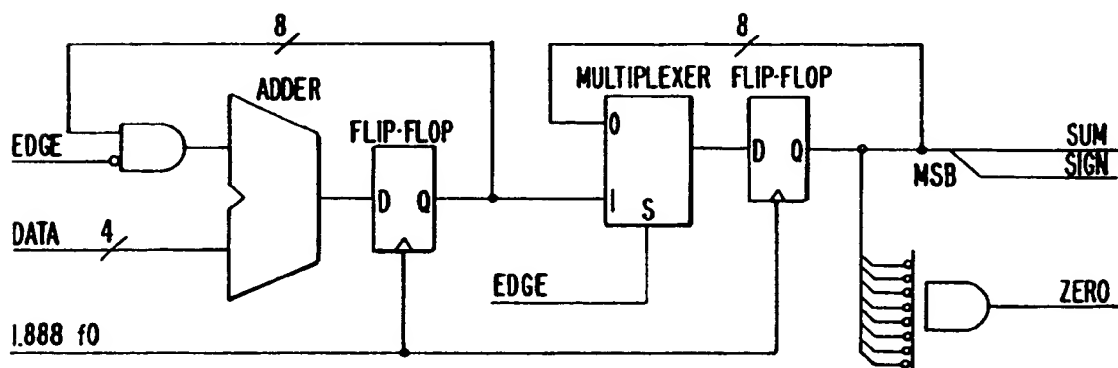 8
8
ADDER
MULTIPLEXER
FLIP-FLOP
FLIP-FLOP
0
EDGE
D Q
D Q
SUM
MSB
SIGN
1
S
DATA
4
EDGE
ZERO
1.888 f0